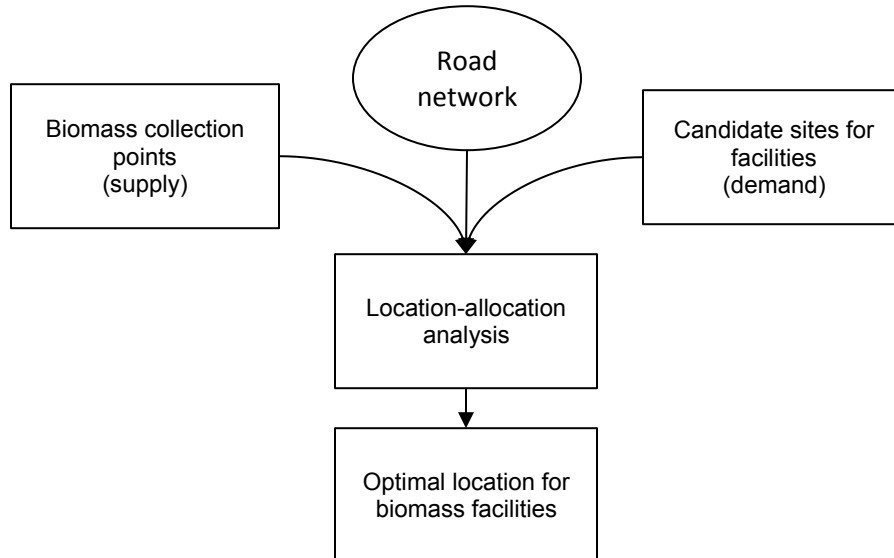 Road
network
Biomass collection
points
(supply)
Candidate sites for
facilities
(demand)
Location-allocation
analysis
Optimal location for
biomass facilities